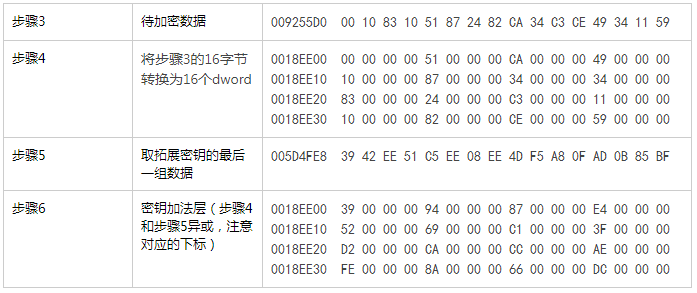 步骤3
待加密数据
009255D0 00 10 83 10 51 87 24 82 CA 34 C3 CE 49 34 11 59
步骤4
将步骤3的16字节
转换为16个dword
0018EE00 00 00 00 00 51 00 00 00 CA 00 00 00 49 00 00 00
0018EE10 10 00 00 00 87 00 00 00 34 00 00 00 34 00 00 00
0018EE20 83 00 00 00 24 00 00 00 C3 00 00 00 11 00 00 00
0018EE30 10 00 00 00 82 00 00 00 CE 00 00 00 59 00 00 00
步骤5
取拓展密钥的最后
一组数据
005D4FE8 39 42 EE 51 C5 EE 08 EE 4D F5 A8 0F AD 0B 85 BF
步骤6
密钥加法层（步骤4
和步骤5异或，注意
对应的下标）
0018EE00 39 00 00 00 94 00 00 00 87 00 00 00 E4 00 00 00
0018EE10 52 00 00 00 69 00 00 00 C1 00 00 00 3F 00 00 00
0018EE20 D2 00 00 00 CA 00 00 00 CC 00 00 00 AE 00 00 00
0018EE30 FE 00 00 00 8A 00 00 00 66 00 00 00 DC 00 00 00